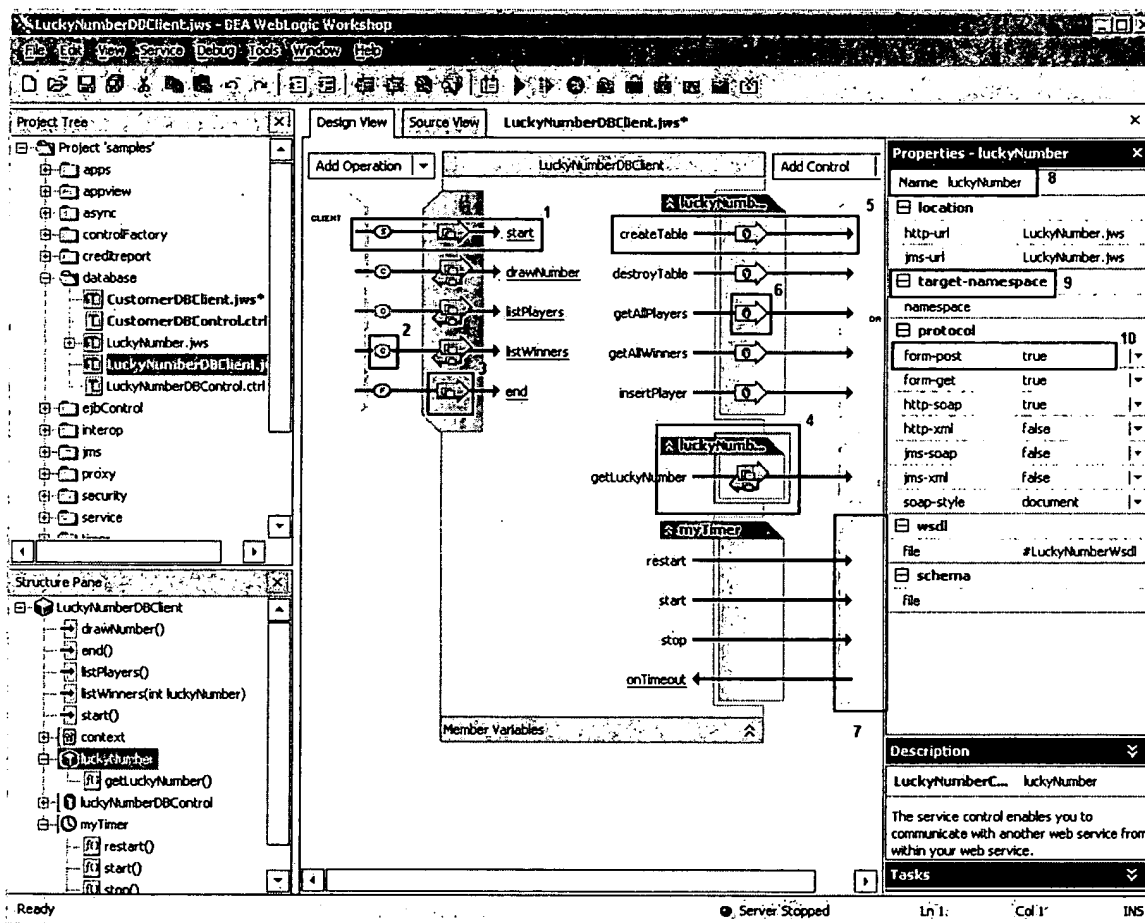 LuckyNumberDBClient.jws - BEA WebLogic Workshop
File Edit View Service Debug Tools Window Help
Project Tree
Project 'samples'
apps
appview
async
controlFactory
creditreport
database
CustomerDBClient.jws*
CustomerDBControl.ctrl
LuckyNumber.jws
LuckyNumberDBClient.j
LuckyNumberDBControl.ctrl
ejbControl
interop
jms
proxy
security
service
timer
Structure Pane
LuckyNumberDBClient
drawNumber()
end()
listPlayers()
listWinners(int luckyNumber)
start()
context
luckyNumber
getLuckyNumber()
luckyNumberDBControl
myTimer
restart()
start()
stop()
Design View Source View LuckyNumberDBClient.jws*
Add Operation LuckyNumberDBClient Add Control
CLIENT
1
start
drawNumber
listPlayers
2
listWinners
3
end
luckyNumb...
5
createTable
destroyTable
6
getAllPlayers
getAllWinners
insertPlayer
4
luckyNumb...
getLuckyNumber
myTimer
restart
start
stop
onTimeout
7
Member Variables
Properties - luckyNumber
Name luckyNumber 8
location
http-url LuckyNumber.jws
jms-url LuckyNumber.jws
target-namespace 9
namespace
protocol 10
form-post true
form-get true
http-soap true
http-xml false
jms-soap false
jms-xml false
soap-style document
wsdl
file #LuckyNumberWsdl
schema
file
Description
LuckyNumberC... luckyNumber
The service control enables you to
communicate with another web service from
within your web service.
Tasks
Ready Server Stopped Ln 1, Col 1 INS